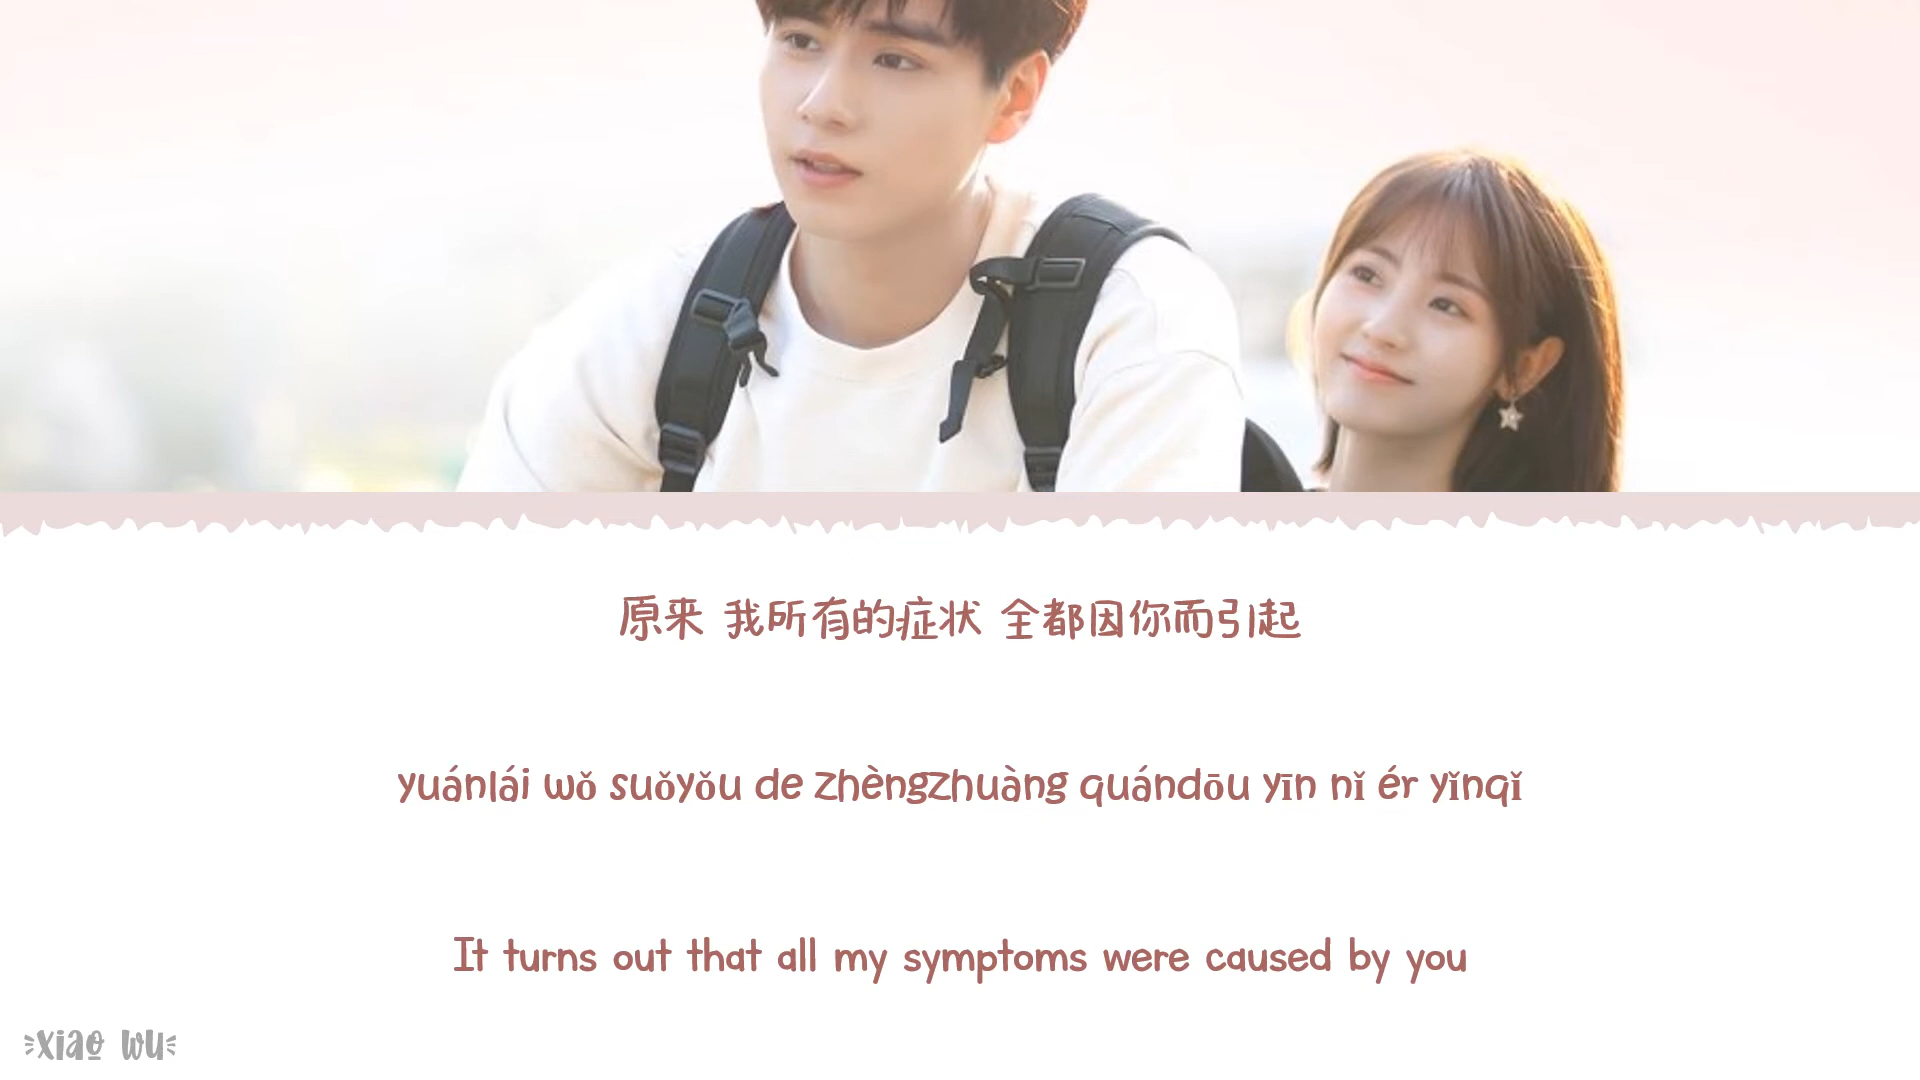 原来 我所有的症状 全都因你而引起
yuánlái wǒ suǒyǒu de zhèngzhuàng quándōu yīn nǐ ér yǐnqǐ
It turns out that all my symptoms were caused by you
xiao wu